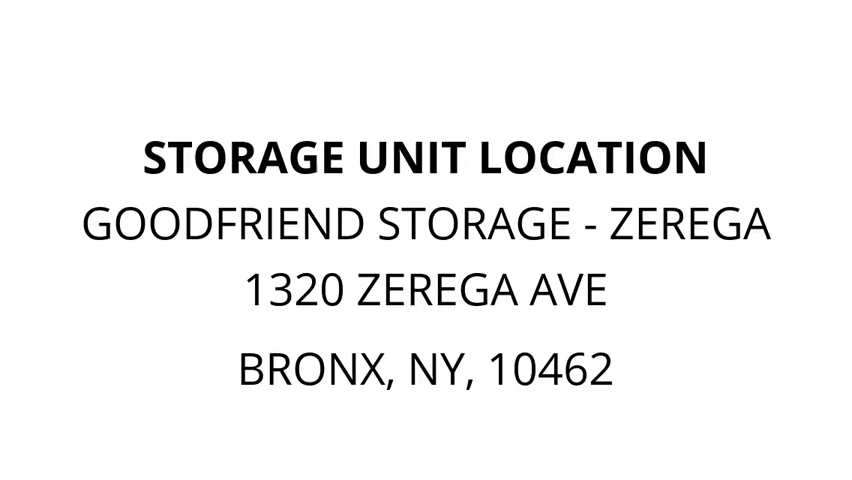 STORAGE UNIT LOCATION
GOODFRIEND STORAGE - ZEREGA
1320 ZEREGA AVE
BRONX, NY, 10462